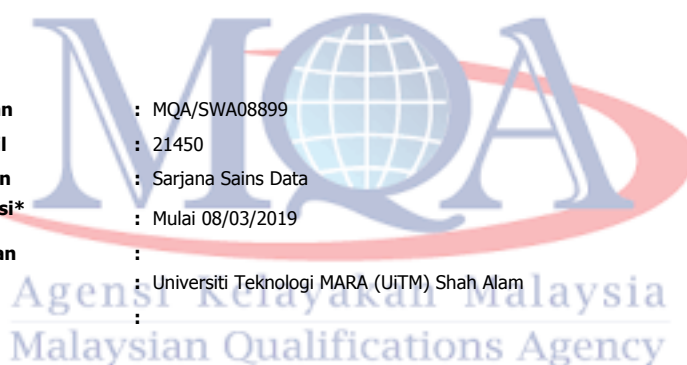 MQA
an : MQA/SWA08899
l : 21450
n : Sarjana Sains Data
si* : Mulai 08/03/2019
an :
: Universiti Teknologi MARA (UiTM) Shah Alam
:
Agensi Kelayakan Malaysia
Malaysian Qualifications Agency